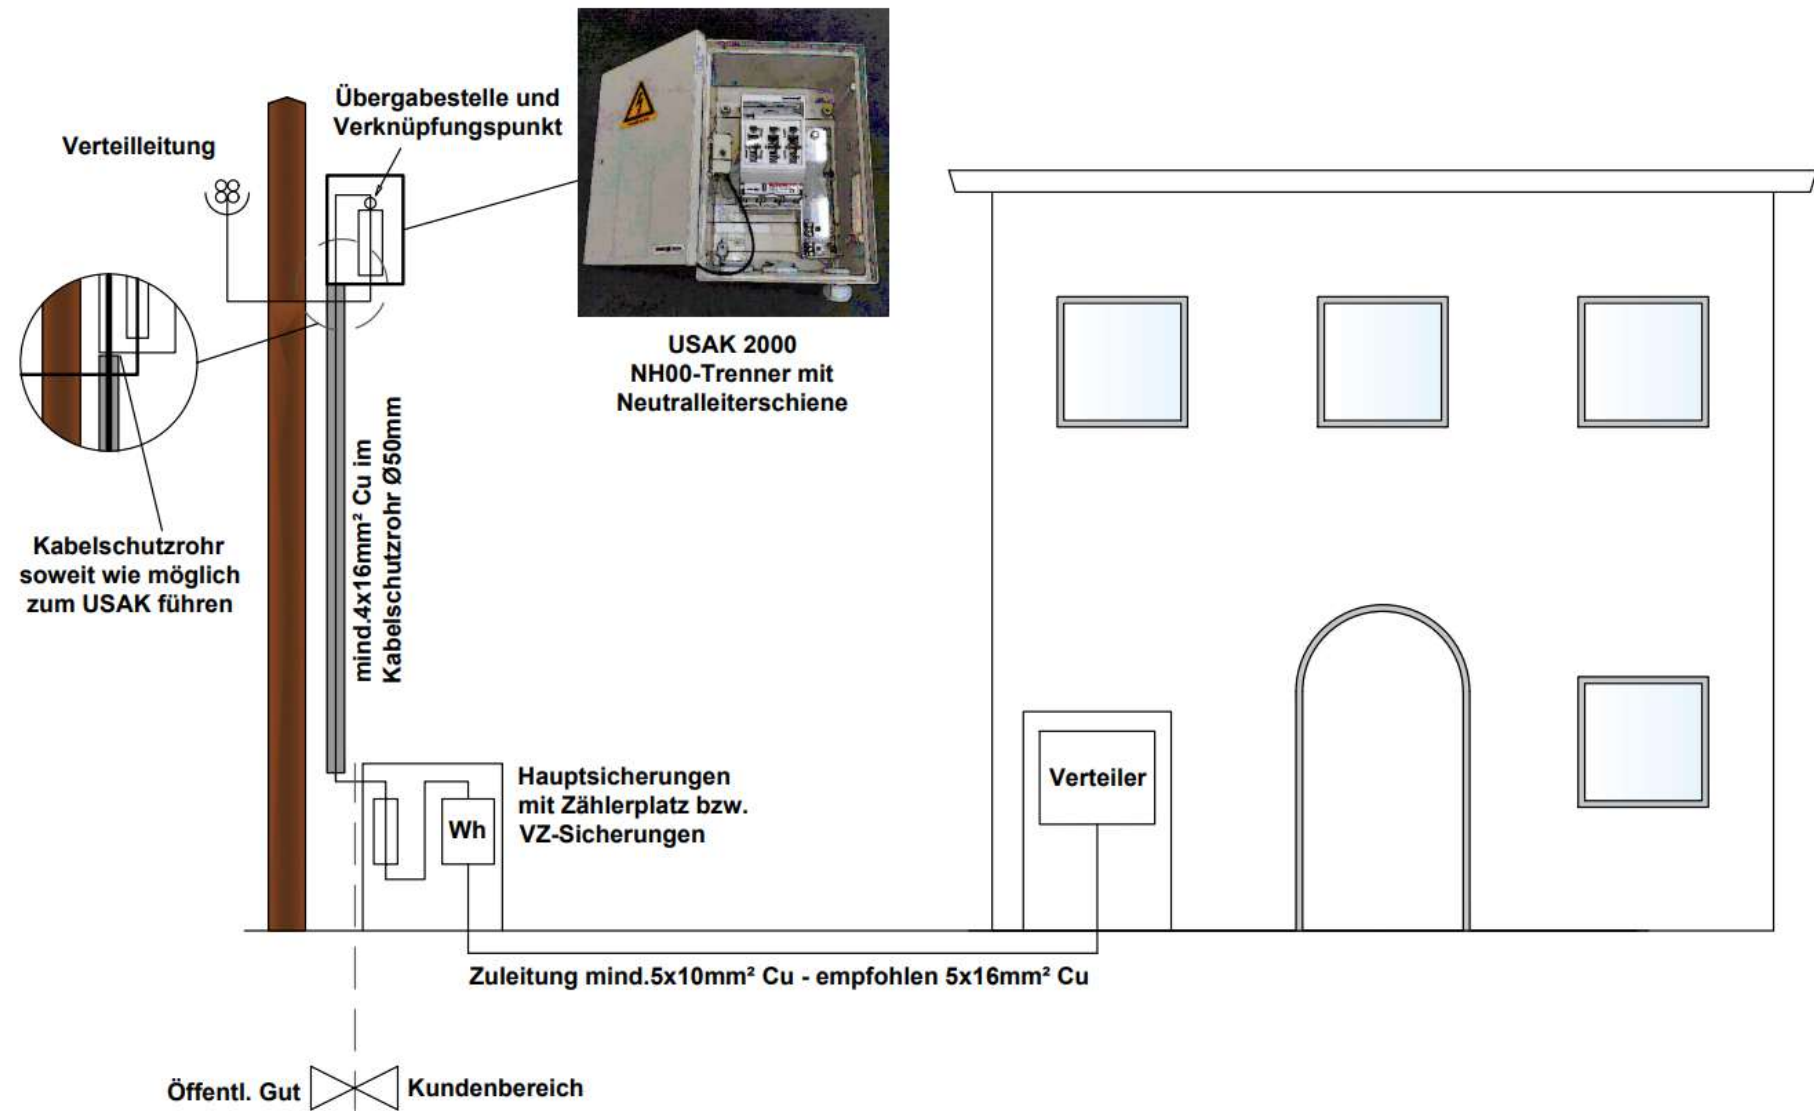 Übergabestelle und
Verknüpfungspunkt
Verteilleitung
USAK 2000
NH00-Trenner mit
Neutralleiterschiene
mind.4x16mm² Cu im
Kabelschutzrohr Ø50mm
Kabelschutzrohr
soweit wie möglich
zum USAK führen
Hauptsicherungen
mit Zählerplatz bzw.
VZ-Sicherungen
Wh
Verteiler
Zuleitung mind.5x10mm² Cu - empfohlen 5x16mm² Cu
Öffentl. Gut
Kundenbereich